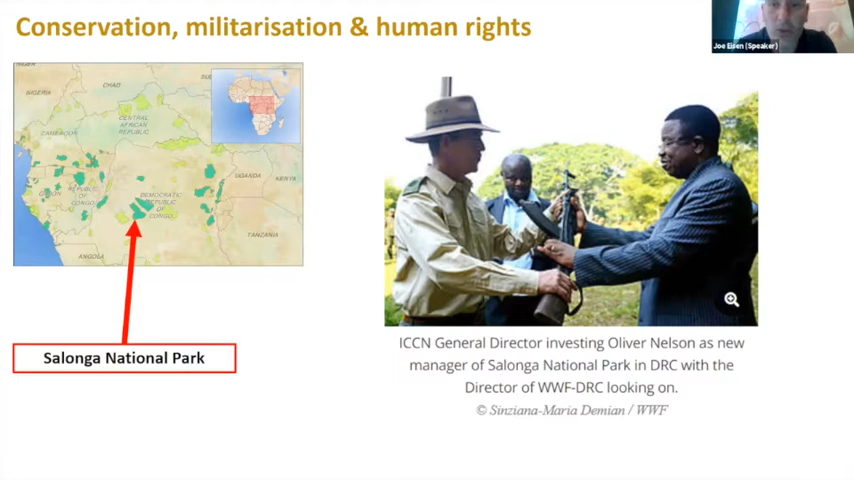 Conservation, militarisation & human rights
Joe Eisen (Speaker)
NIGERIA
CHAD
CENTRAL
AFRICAN
REPUBLIC
CAMEROON
UGANDA
KENYA
GABON
REPUBLIC
OF
CONGO
DEMOCRATIC
REPUBLIC
OF
CONGO
TANZANIA
ANGOLA
Salonga National Park
ICCN General Director investing Oliver Nelson as new
manager of Salonga National Park in DRC with the
Director of WWF-DRC looking on.
© Sinziana-Maria Demian / WWF